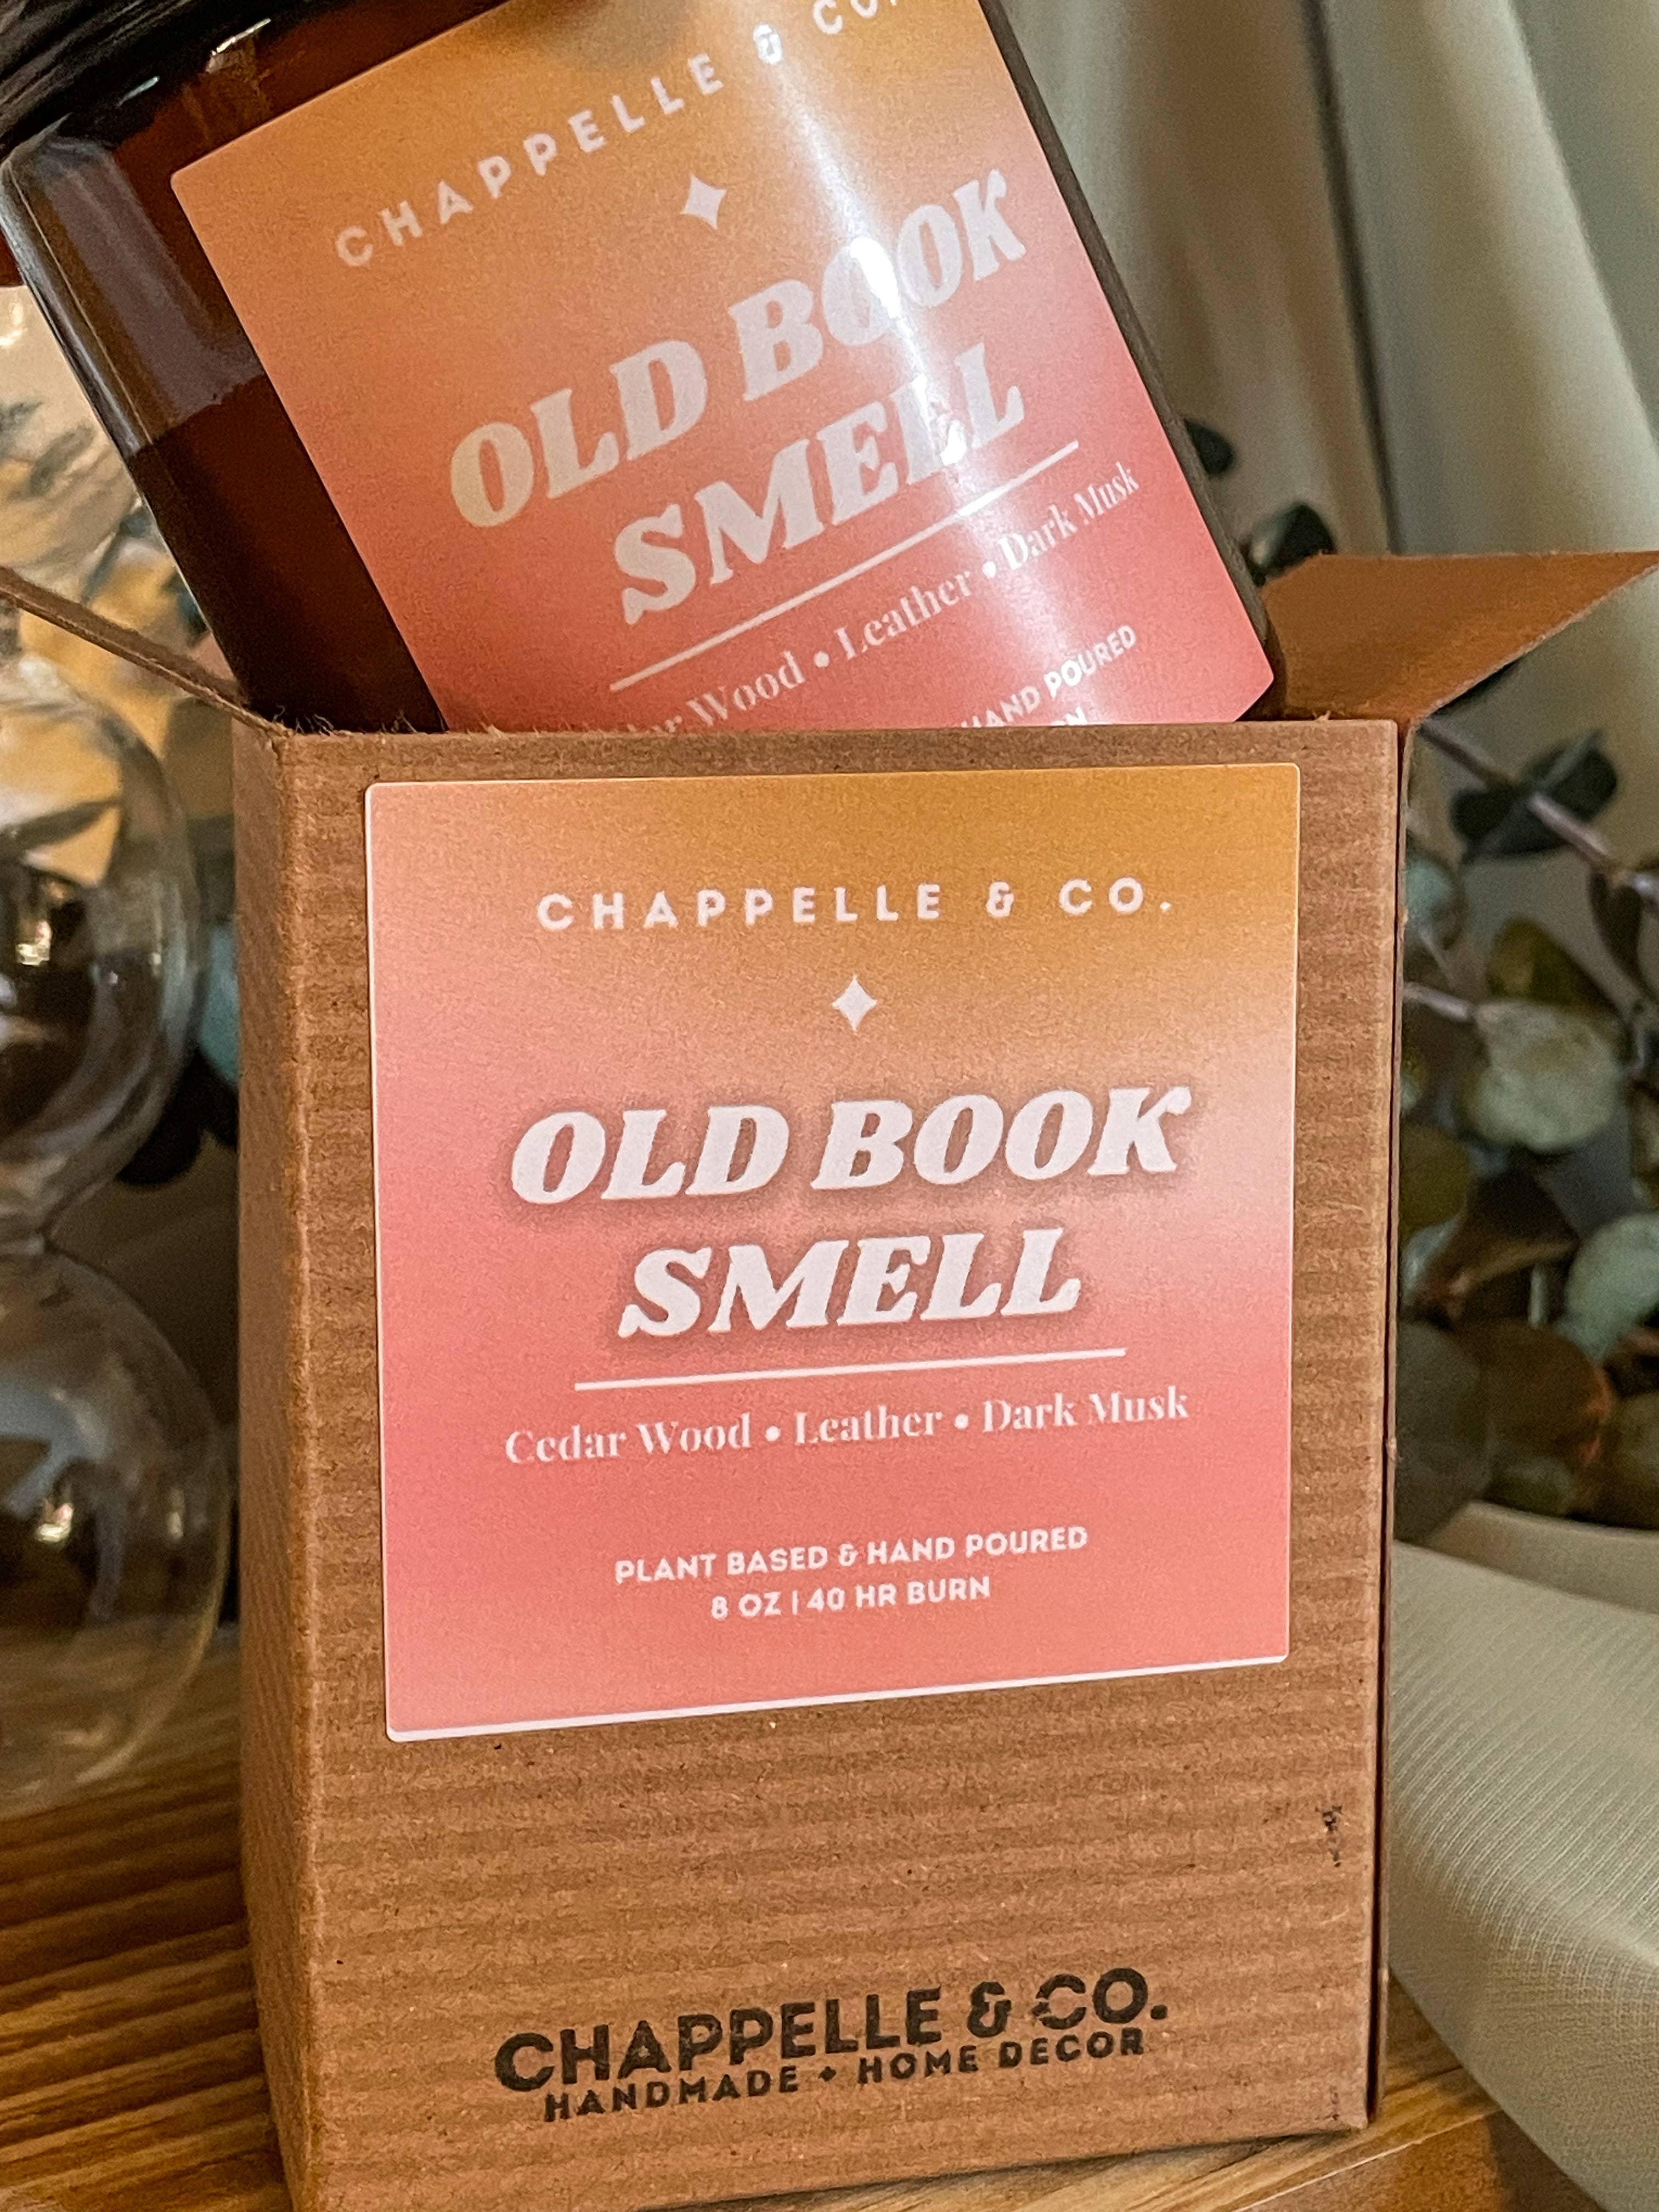 CHAPPELLE & CO.
OLD BOOK
SMELL
Wood • Leather • Dark Musk
HAND POURED
CHAPPELLE & CO.
OLD BOOK
SMELL
Cedar Wood • Leather • Dark Musk
PLANT BASED & HAND POURED
8 OZ | 40 HR BURN
CHAPPELLE & CO.
HANDMADE + HOME DECOR